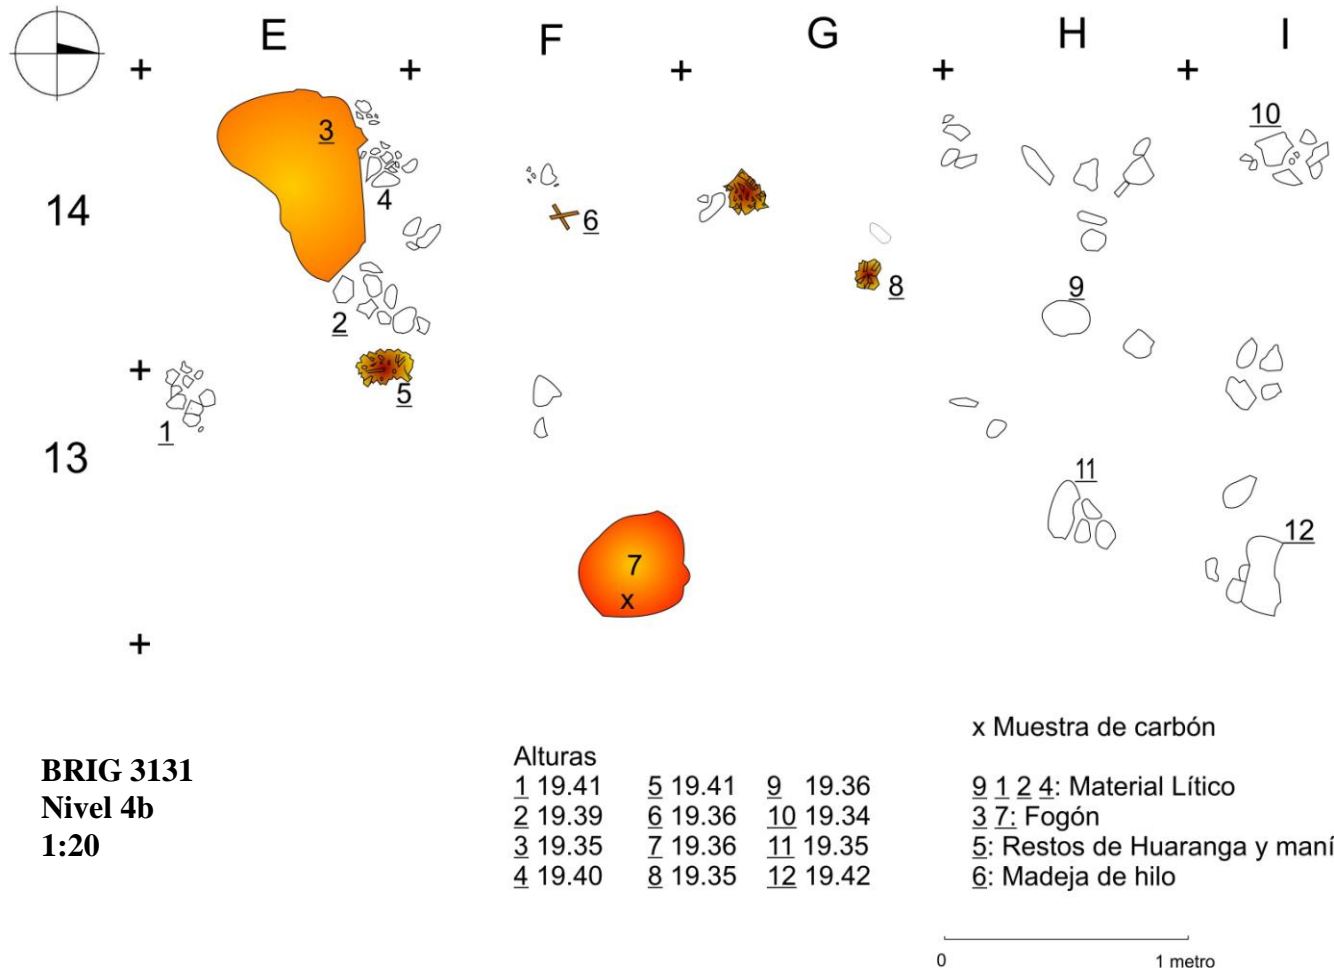 E F G H I
+ + + + +
10
3
14
4
6
8
9
2
+
5
1
13
11
12
7
x
+
BRIG 3131
Nivel 4b
1:20
Alturas
1 19.41 5 19.41 9 19.36
2 19.39 6 19.36 10 19.34
3 19.35 7 19.36 11 19.35
4 19.40 8 19.35 12 19.42
x Muestra de carbón
9 1 2 4: Material Lítico
3 7: Fogón
5: Restos de Huaranga y maní
6: Madeja de hilo
0 1 metro